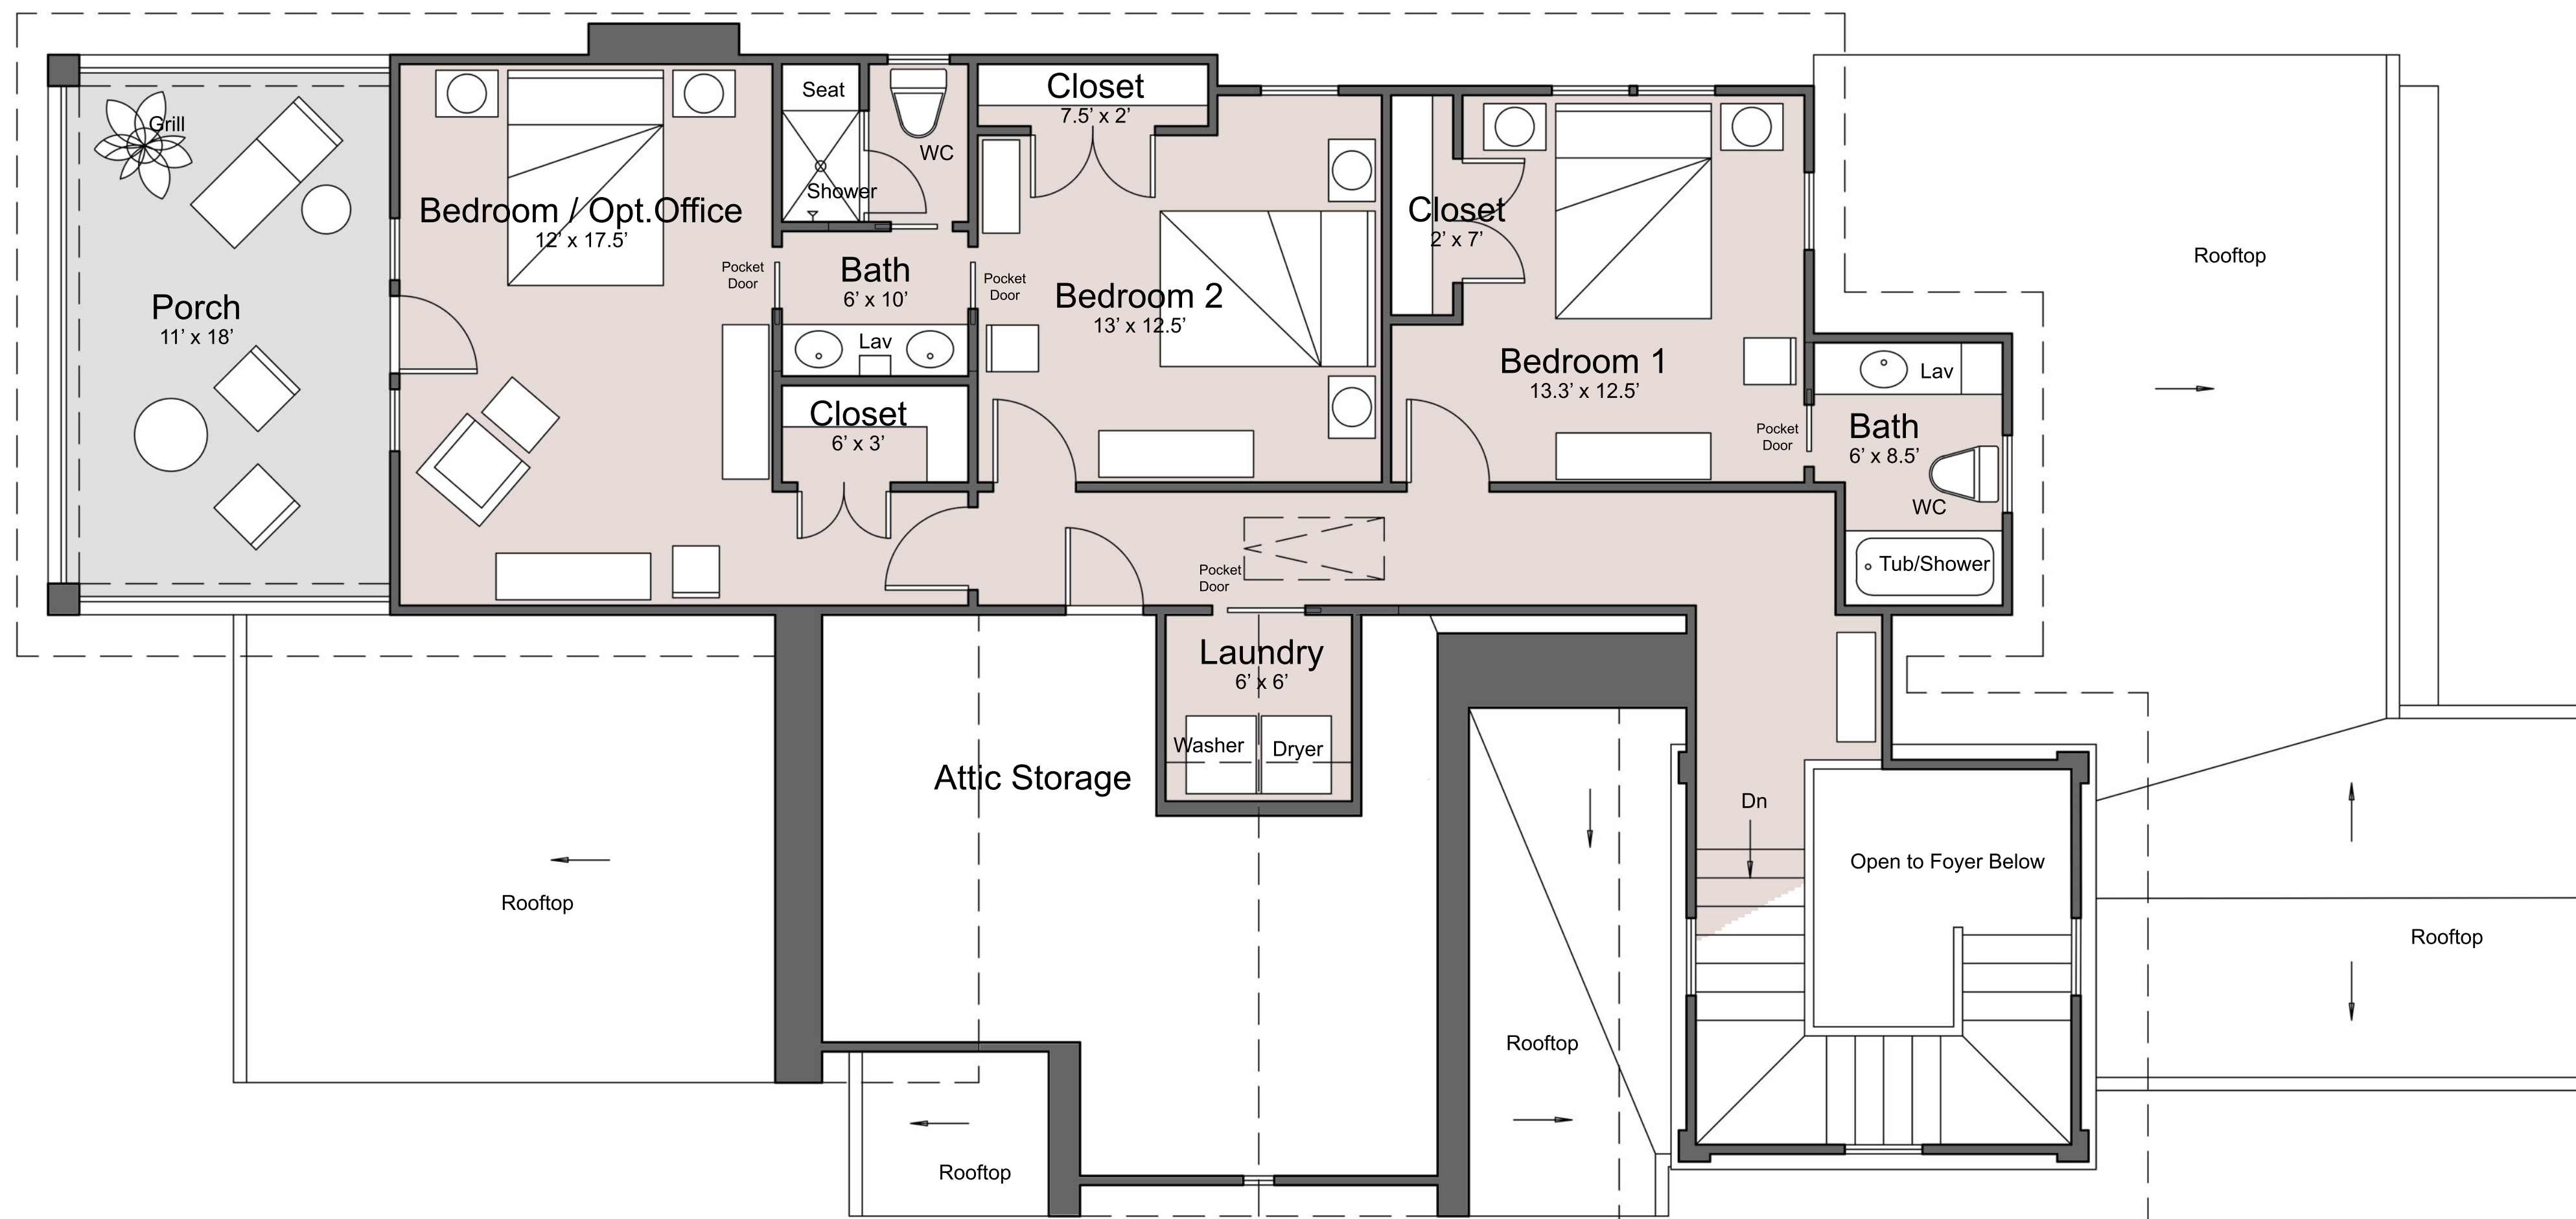 Grill
Porch
11’ x 18’
Bedroom / Opt.Office
12’ x 17.5’
Pocket
Door
Seat
Shower
WC
Bath
6’ x 10’
Lav
Closet
6’ x 3’
Closet
7.5’ x 2’
Pocket
Door
Bedroom 2
13’ x 12.5’
Closet
2’ x 7’
Bedroom 1
13.3’ x 12.5’
Pocket
Door
Lav
Bath
6’ x 8.5’
WC
Tub/Shower
Rooftop
Pocket
Door
Laundry
6’ x 6’
Washer
Dryer
Attic Storage
Dn
Open to Foyer Below
Rooftop
Rooftop
Rooftop
Rooftop